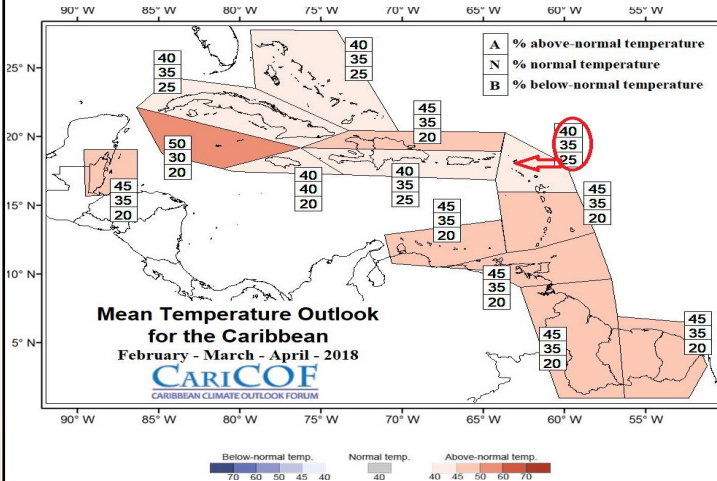 90° W
85° W
80° W
75° W
70° W
65° W
60° W
55° W
A % above-normal temperature
N % normal temperature
B % below-normal temperature
25° N
20° N
15° N
10° N
5° N
40
35
25
40
35
25
45
35
20
40
35
25
50
30
20
45
35
20
40
40
20
40
35
25
45
35
20
45
35
20
45
35
20
45
35
20
45
35
20
Mean Temperature Outlook
for the Caribbean
February - March - April - 2018
CARICOF
CARIBBEAN CLIMATE OUTLOOK FORUM
90° W
85° W
80° W
75° W
70° W
65° W
60° W
55° W
Below-normal temp. Normal temp. Above-normal temp.
70 60 50 45 40 40 40 45 50 60 70